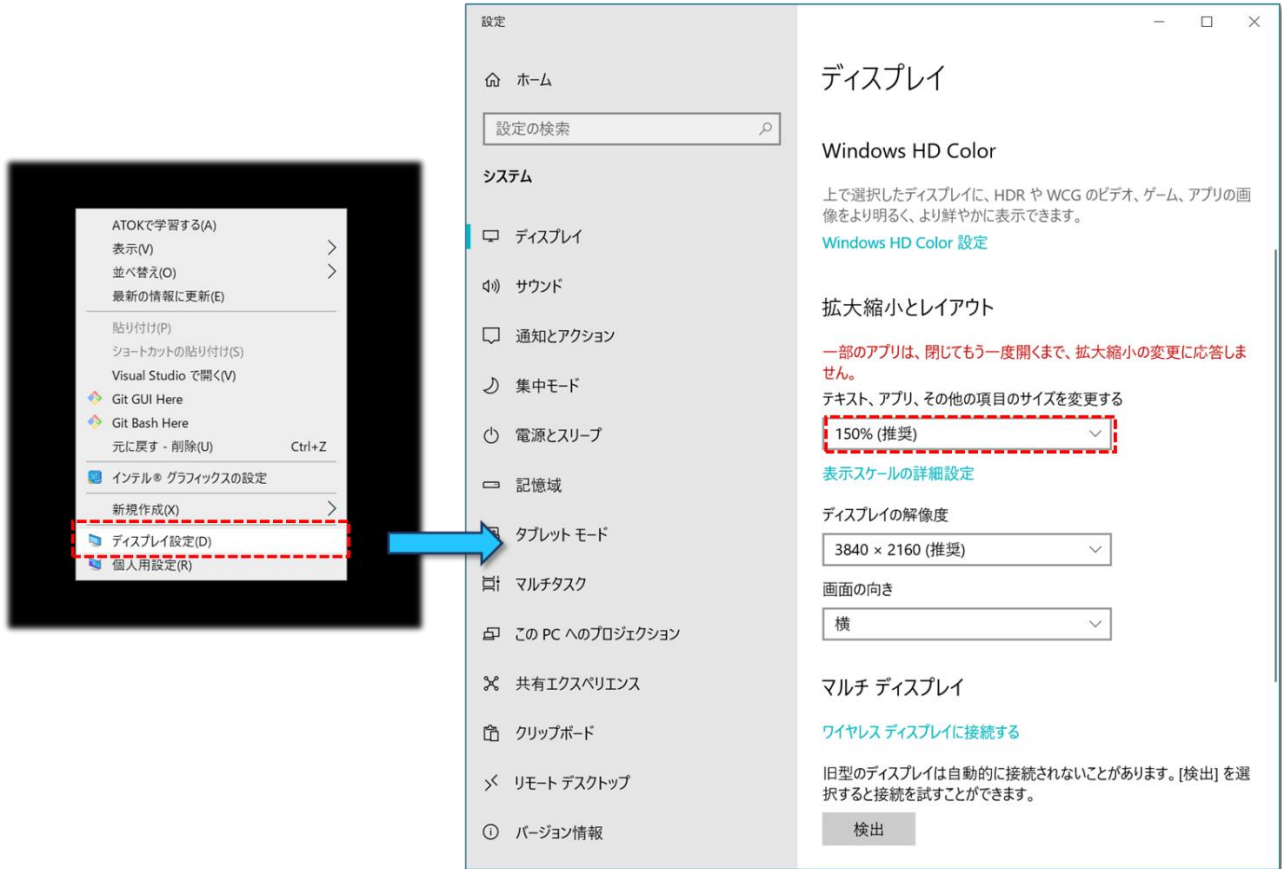 ATOKで学習する(A)
表示(V)
並べ替え(O)
最新の情報に更新(E)
貼り付け(P)
ショートカットの貼り付け(S)
Visual Studio で開く(V)
Git GUI Here
Git Bash Here
元に戻す - 削除(U) Ctrl+Z
インテル® グラフィックスの設定
新規作成(X)
ディスプレイ設定(D)
個人用設定(R)
設定
ホーム
設定の検索
システム
ディスプレイ
サウンド
通知とアクション
集中モード
電源とスリープ
記憶域
タブレット モード
マルチタスク
この PC へのプロジェクション
共有エクスペリエンス
クリップボード
リモート デスクトップ
バージョン情報
ディスプレイ
Windows HD Color
上で選択したディスプレイに、HDR や WCG のビデオ、ゲーム、アプリの画
像をより明るく、より鮮やかに表示できます。
Windows HD Color 設定
拡大縮小とレイアウト
一部のアプリは、閉じてもう一度開くまで、拡大縮小の変更に応答しま
せん。
テキスト、アプリ、その他の項目のサイズを変更する
150% (推奨)
表示スケールの詳細設定
ディスプレイの解像度
3840 × 2160 (推奨)
画面の向き
横
マルチ ディスプレイ
ワイヤレス ディスプレイに接続する
旧型のディスプレイは自動的に接続されないことがあります。[検出] を選
択すると接続を試すことができます。
検出